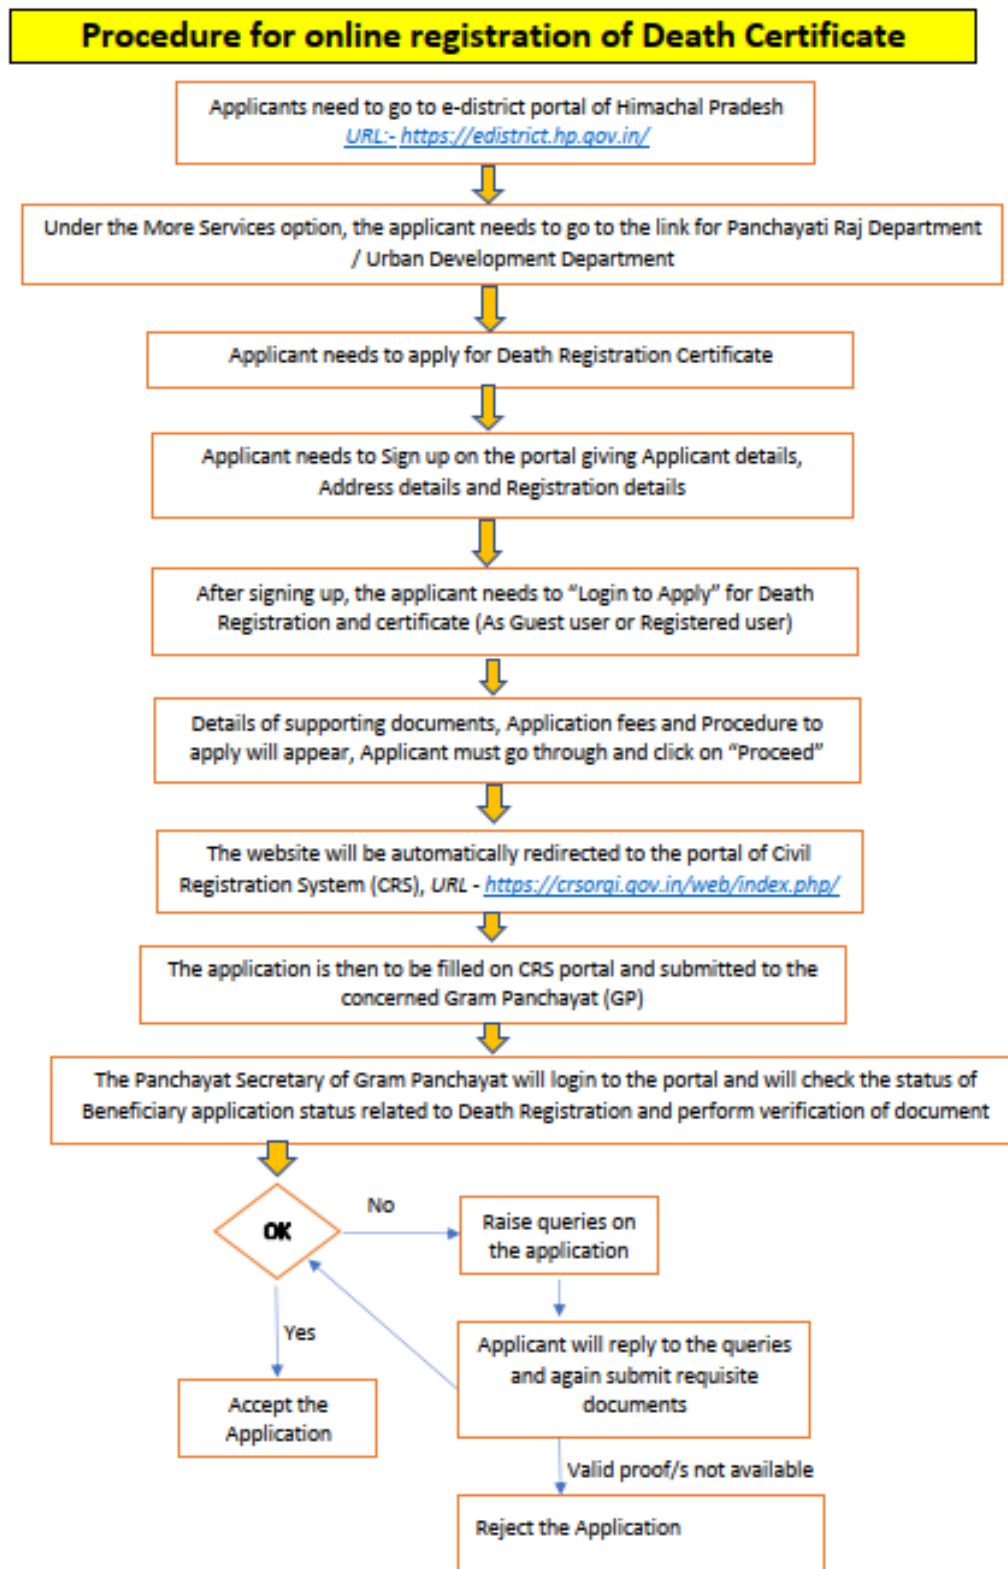 Procedure for online registration of Death Certificate
Applicants need to go to e-district portal of Himachal Pradesh
URL:- https://edistrict.hp.gov.in/
Under the More Services option, the applicant needs to go to the link for Panchayati Raj Department
/ Urban Development Department
Applicant needs to apply for Death Registration Certificate
Applicant needs to Sign up on the portal giving Applicant details,
Address details and Registration details
After signing up, the applicant needs to “Login to Apply” for Death
Registration and certificate (As Guest user or Registered user)
Details of supporting documents, Application fees and Procedure to
apply will appear, Applicant must go through and click on “Proceed”
The website will be automatically redirected to the portal of Civil
Registration System (CRS), URL - https://crsorgi.gov.in/web/index.php/
The application is then to be filled on CRS portal and submitted to the
concerned Gram Panchayat (GP)
The Panchayat Secretary of Gram Panchayat will login to the portal and will check the status of
Beneficiary application status related to Death Registration and perform verification of document
OK
No
Raise queries on
the application
Yes
Applicant will reply to the queries
and again submit requisite
documents
Accept the
Application
Valid proof/s not available
Reject the Application